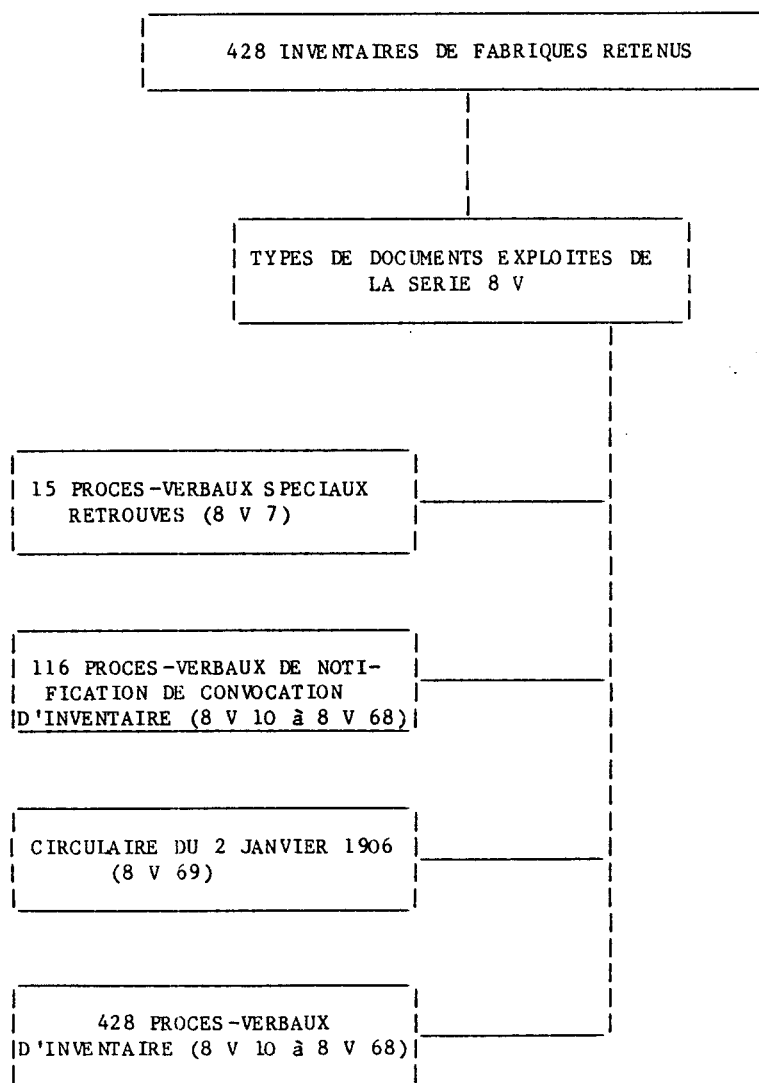 428 INVENTAIRES DE FABRIQUES RETENUS
TYPES DE DOCUMENTS EXPLOITES DE
LA SERIE 8 V
15 PROCES-VERBAUX SPECIAUX
RETROUVES (8 V 7)
116 PROCES-VERBAUX DE NOTI-
FICATION DE CONVOCATION
D'INVENTAIRE (8 V 10 à 8 V 68)
CIRCULAIRE DU 2 JANVIER 1906
(8 V 69)
428 PROCES-VERBAUX
D'INVENTAIRE (8 V 10 à 8 V 68)